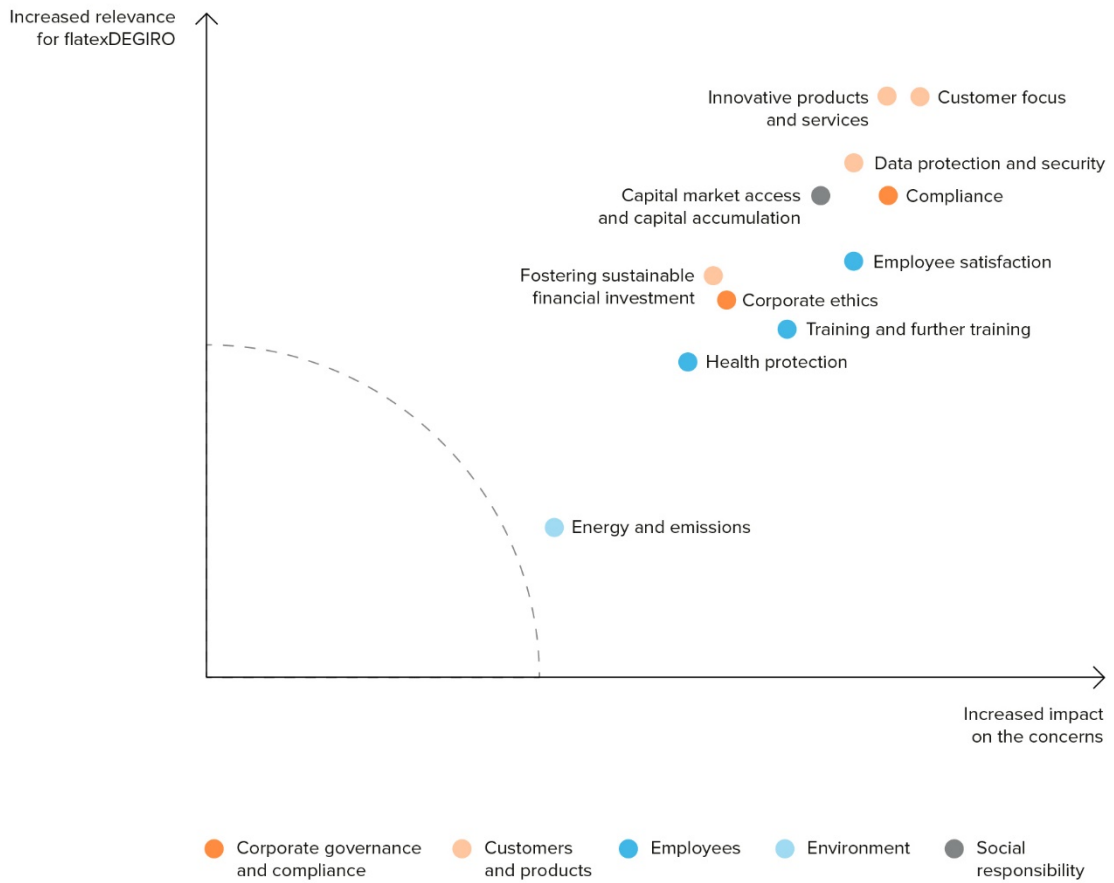 Increased relevance
for flatexDEGIRO
Innovative products
and services
Customer focus
Data protection and security
Capital market access
and capital accumulation
Compliance
Employee satisfaction
Fostering sustainable
financial investment
Corporate ethics
Training and further training
Health protection
Energy and emissions
Increased impact
on the concerns
Corporate governance
and compliance
Customers
and products
Employees
Environment
Social
responsibility